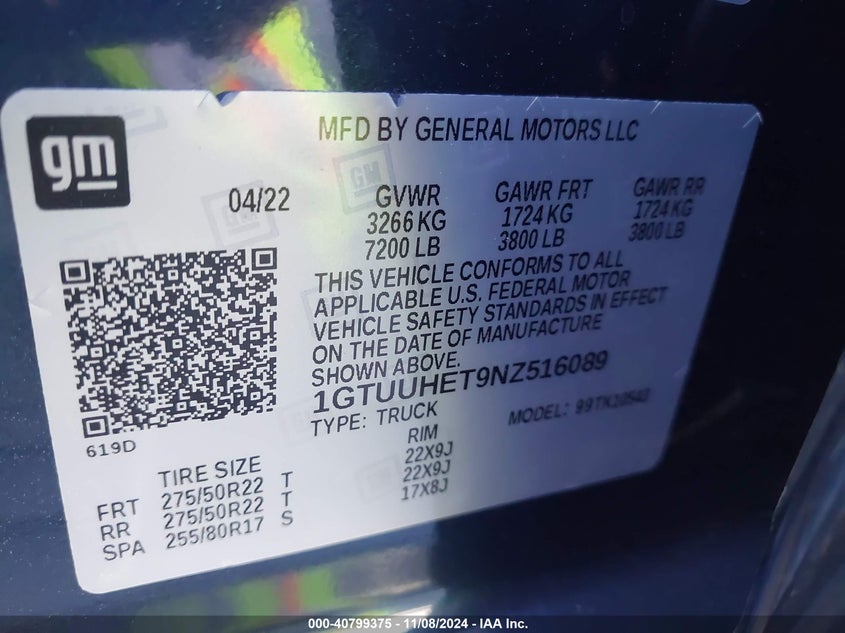 gm
MFD BY GENERAL MOTORS LLC
04/22
GVWR
3266 KG
7200 LB
GAWR FRT
1724 KG
3800 LB
GAWR RR
1724 KG
3800 LB
THIS VEHICLE CONFORMS TO ALL
APPLICABLE U.S. FEDERAL MOTOR
VEHICLE SAFETY STANDARDS IN EFFECT
ON THE DATE OF MANUFACTURE
SHOWN ABOVE.
1GTUUHET9NZ516089
TYPE: TRUCK
MODEL: 99TK10543
619D
TIRE SIZE
RIM
FRT 275/50R22 T 22X9J
RR 275/50R22 T 22X9J
SPA 255/80R17 S 17X8J
000-40799375 - 11/08/2024 - IAA Inc.